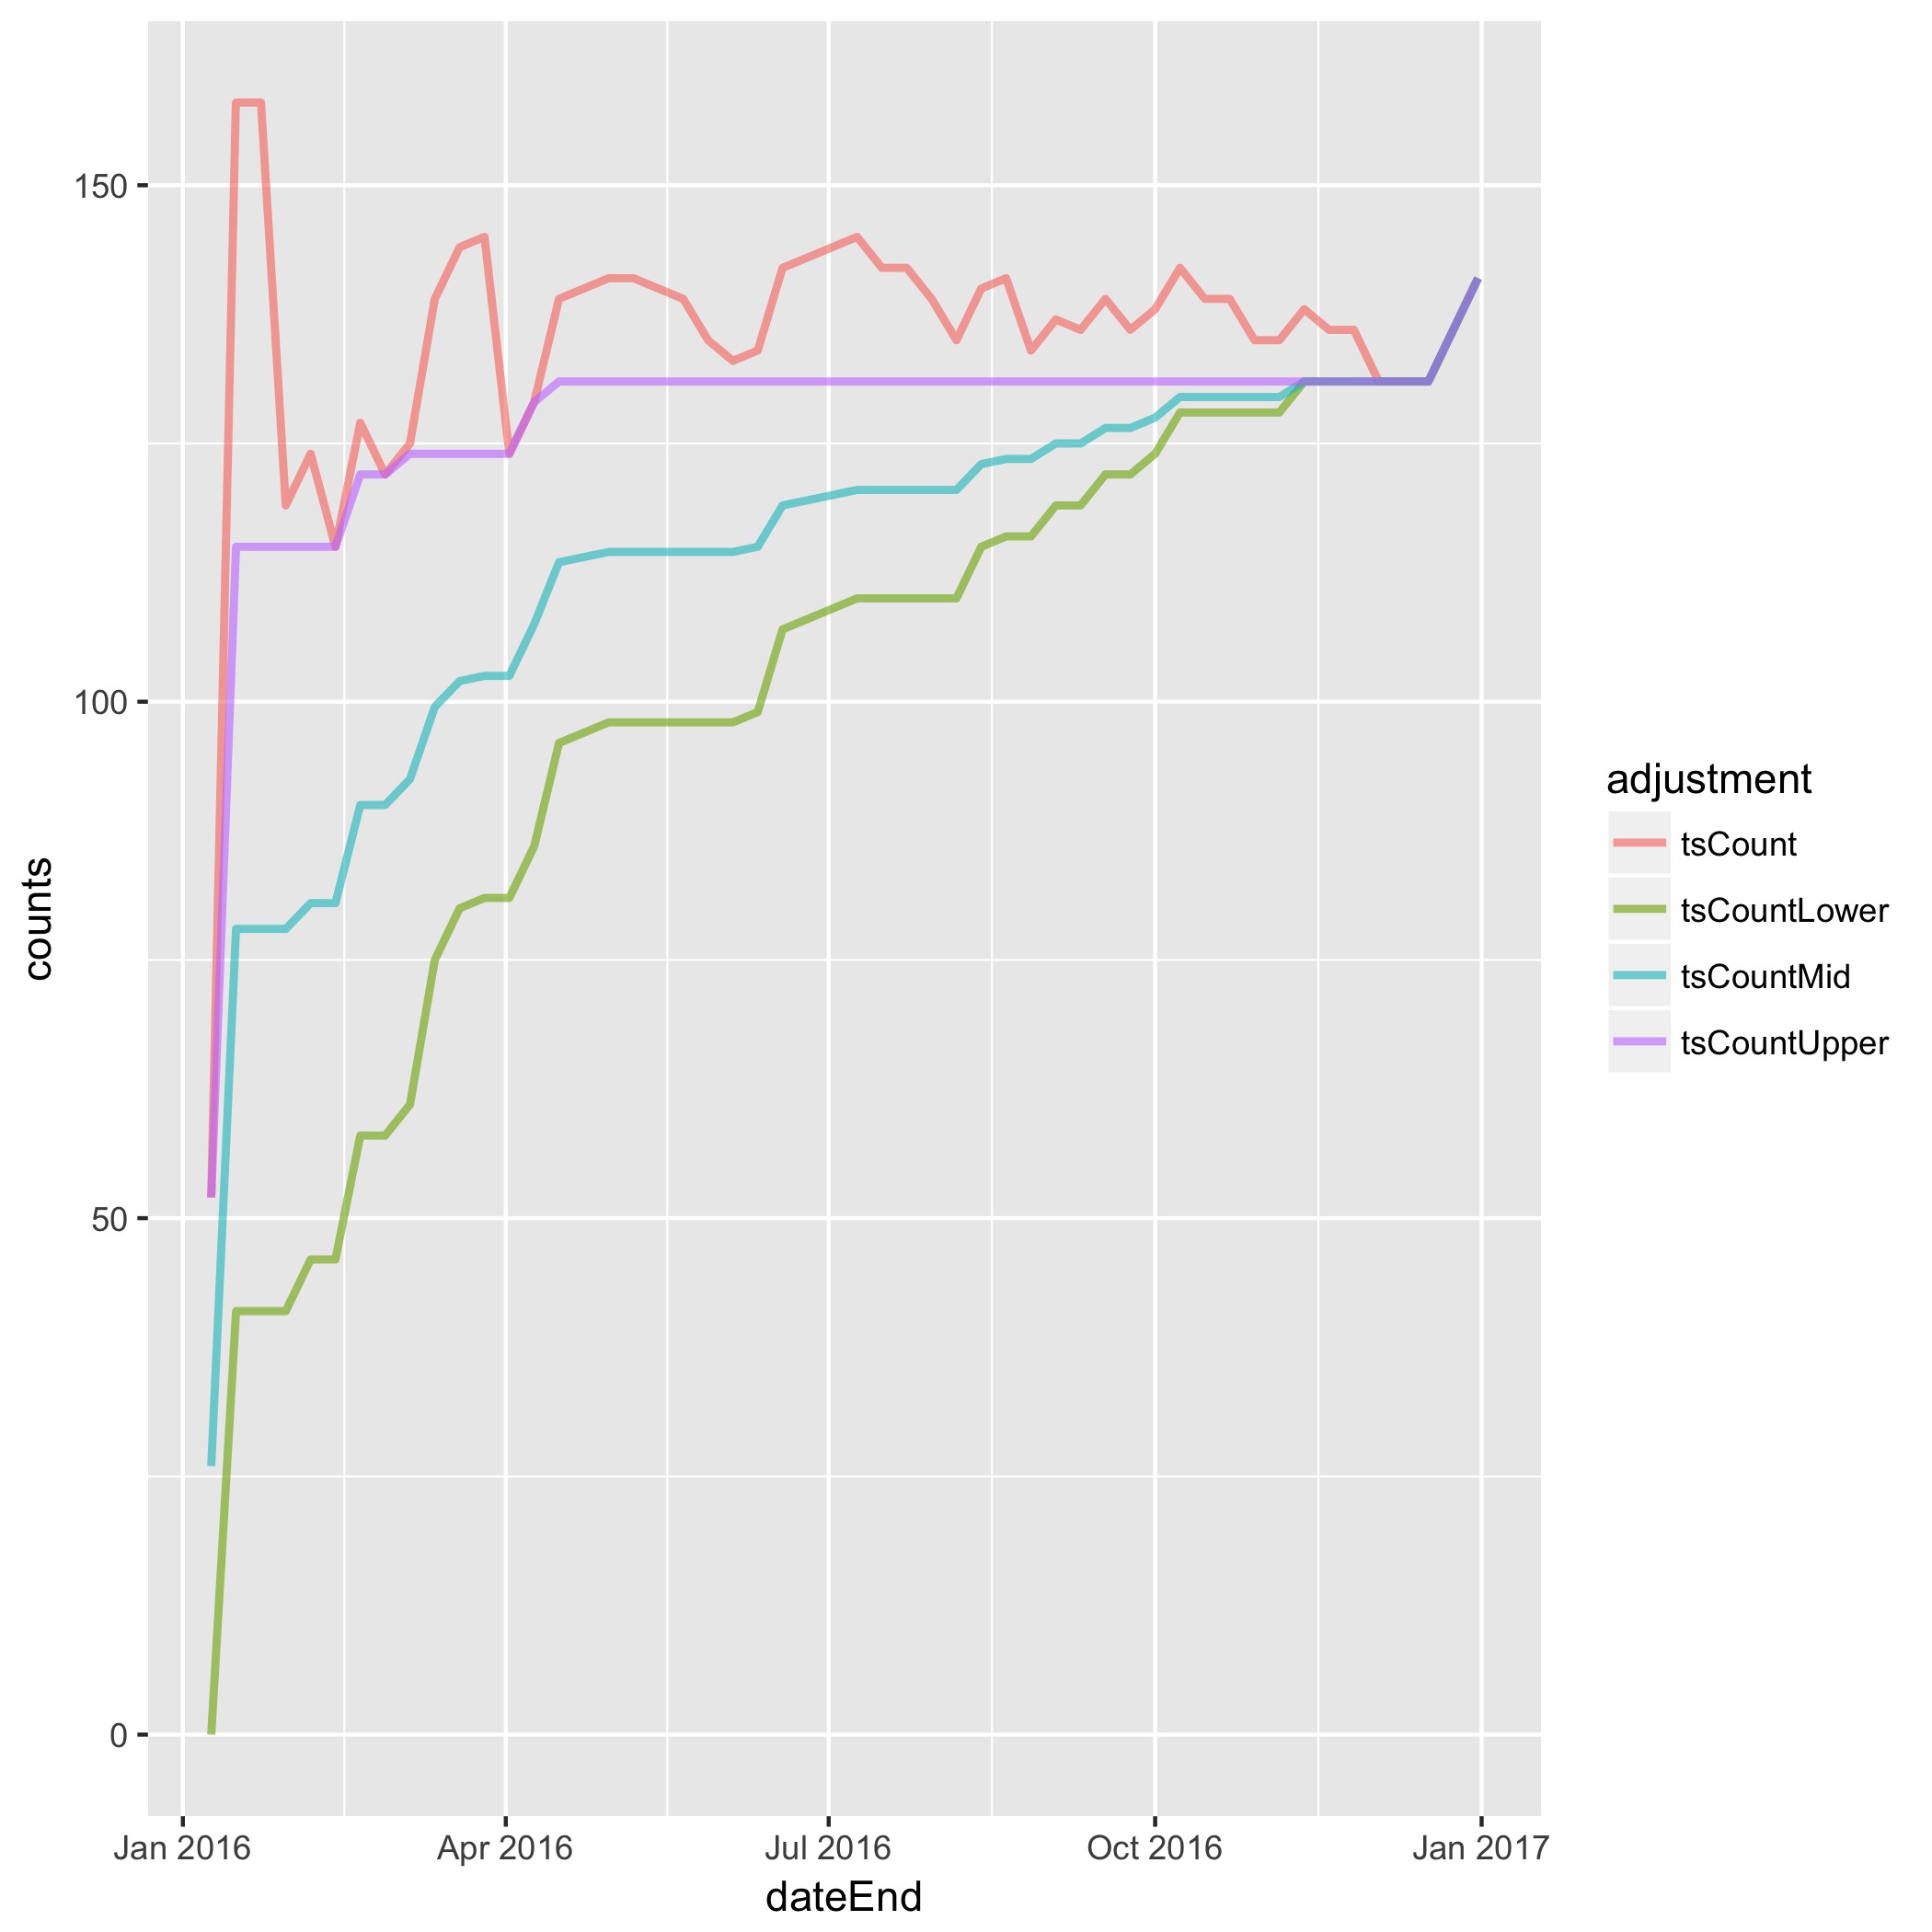 150
100
50
0
counts
Jan 2016
Apr 2016
Jul 2016
Oct 2016
Jan 2017
dateEnd
adjustment
tsCount
tsCountLower
tsCountMid
tsCountUpper